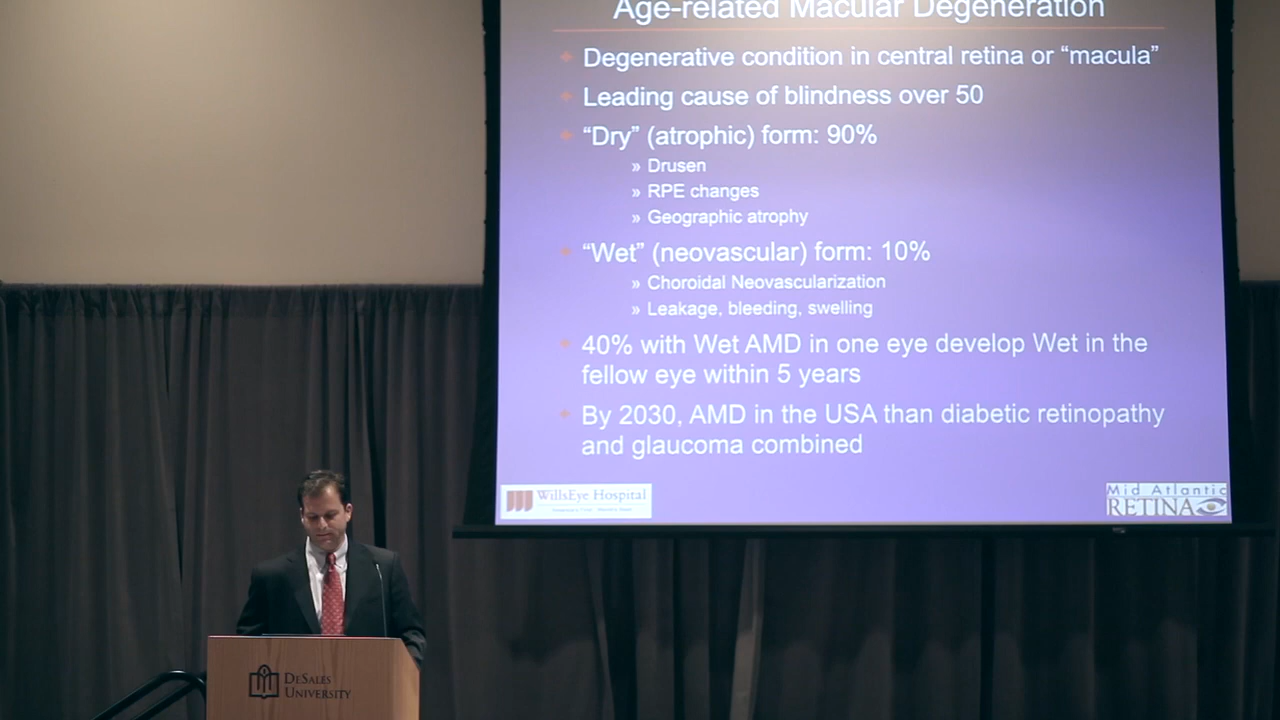 Age-related Macular Degeneration
Degenerative condition in central retina or “macula”
Leading cause of blindness over 50
“Dry” (atrophic) form: 90%
» Drusen
» RPE changes
» Geographic atrophy
“Wet” (neovascular) form: 10%
» Choroidal Neovascularization
» Leakage, bleeding, swelling
40% with Wet AMD in one eye develop Wet in the
fellow eye within 5 years
By 2030, AMD in the USA than diabetic retinopathy
and glaucoma combined
WillsEye Hospital
Mid Atlantic
RETINA
DESALES
UNIVERSITY